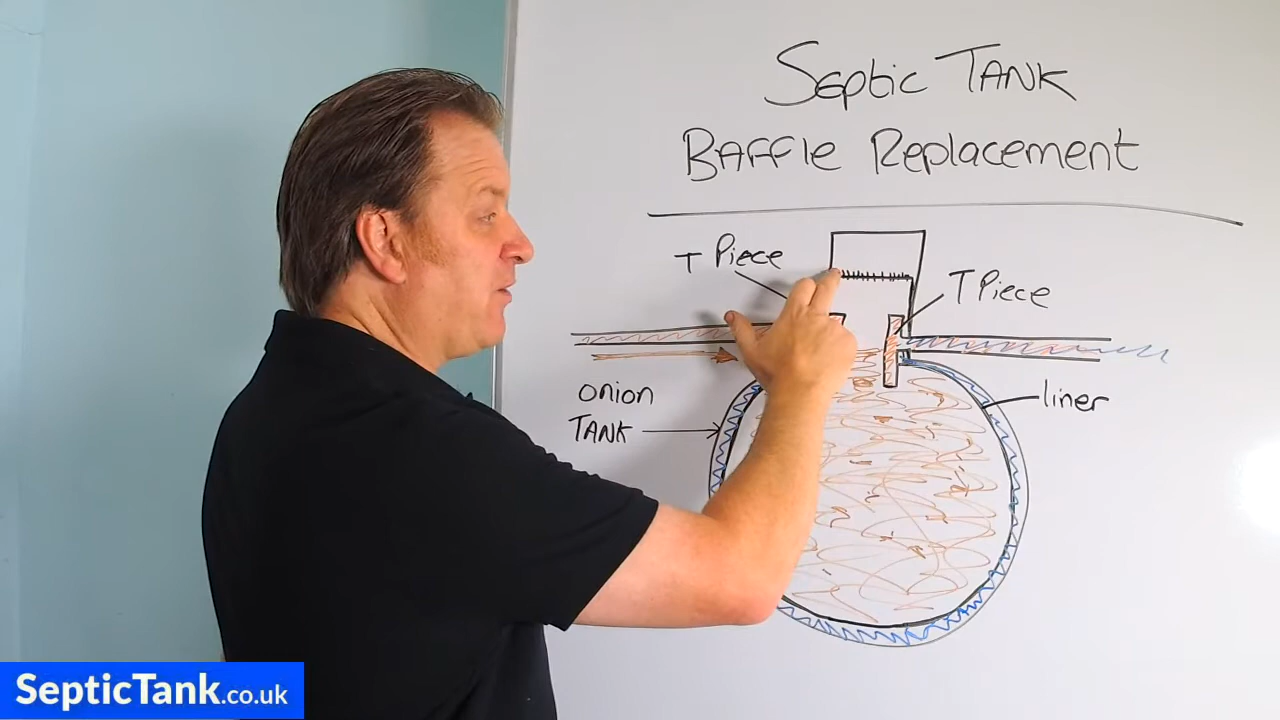 Septic TANK
BAFFle Replacement
T Piece
T Piece
onion
TANK
liner
SepticTank.co.uk